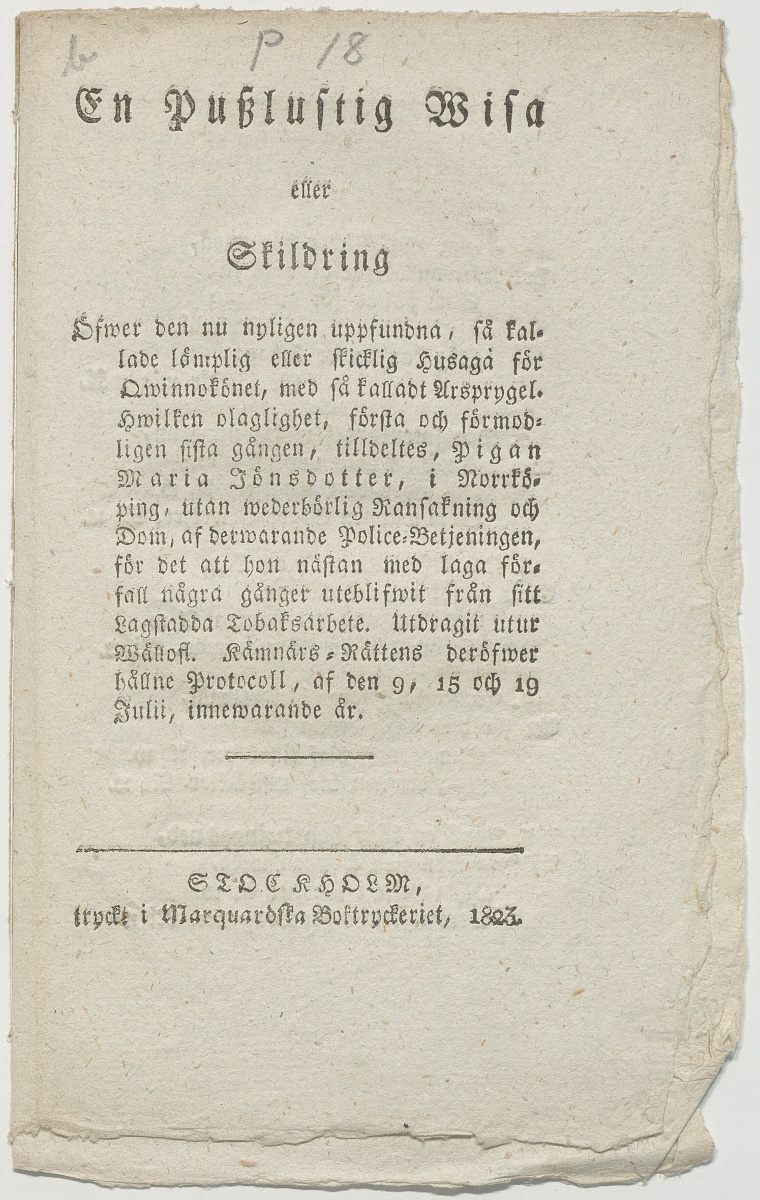 b P 18
En Pußlustig Wisa
eller
Skildring
Öfwer den nu nyligen uppfundna, så kal-
lade lämplig eller skicklig Husaga för
Qwinnokönet, med så kalladt Arsprygel.
Hwilken olaglighet, första och förmod-
ligen sista gången, tilldeltes, Pigan
Maria Jönsdotter, i Norrkö-
ping, utan wederbörlig Ransakning och
Dom, af derwarande Police-Betjeningen,
för det att hon nästan med laga för-
fall några gånger uteblifwit från sitt
Lagstadda Tobaksarbete. Utdragit utur
Wällofl. Kämnärs-Rättens deröfwer
hållne Protocoll, af den 9, 15 och 19
Julii, innewarande år.
STOCKHOLM,
tryckt i Marquardska Boktryckeriet, 1823.